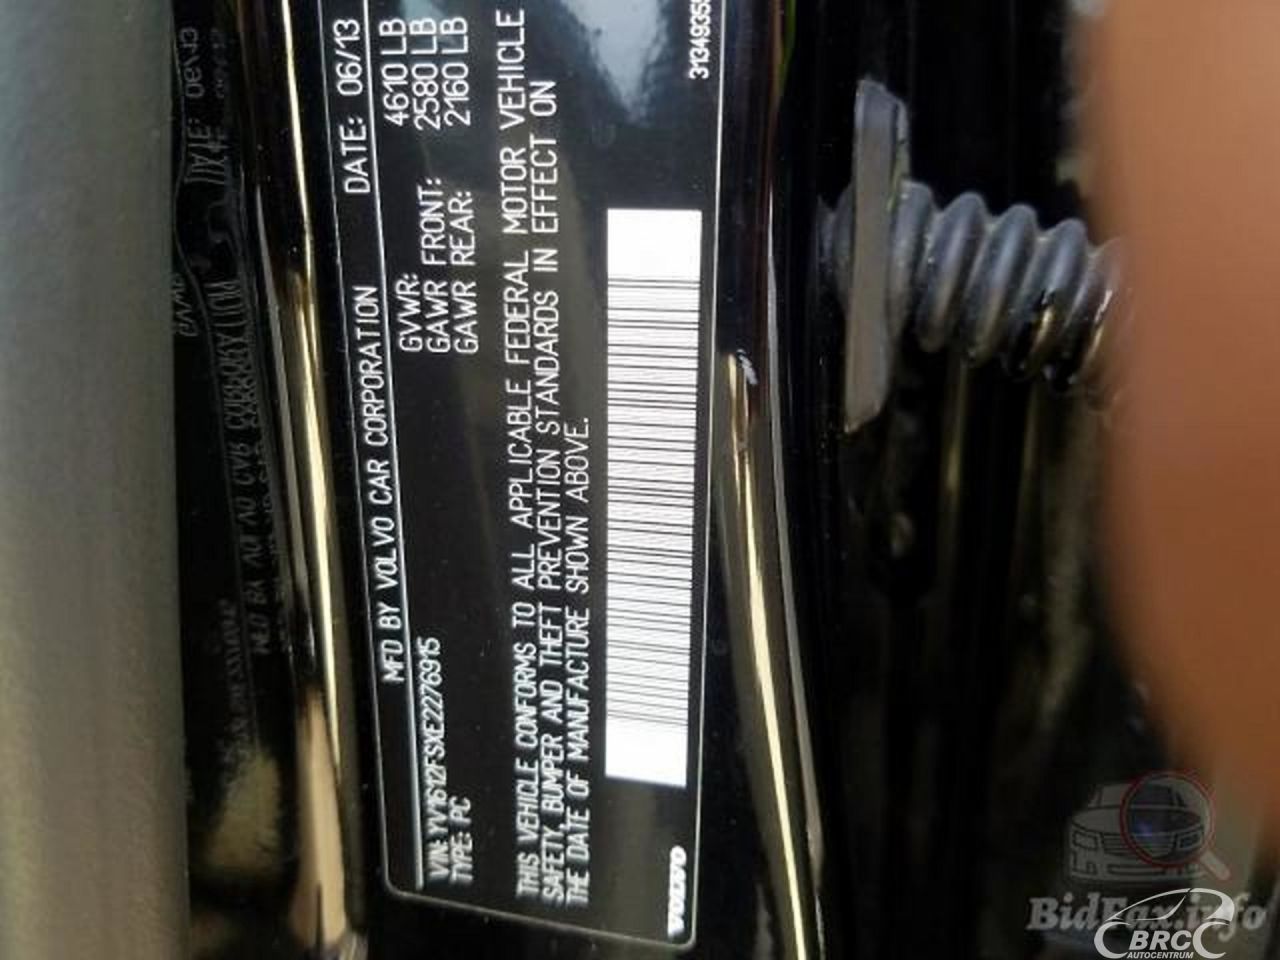 MFD BY VOLVO CAR CORPORATION DATE: 06/13
VIN: YV1612FSXE2276915 GVWR: 4610 LB
TYPE: PC GAWR FRONT: 2580 LB
GAWR REAR: 2160 LB
THIS VEHICLE CONFORMS TO ALL APPLICABLE FEDERAL MOTOR VEHICLE
SAFETY, BUMPER AND THEFT PREVENTION STANDARDS IN EFFECT ON
THE DATE OF MANUFACTURE SHOWN ABOVE.
VOLVO
BidFax.info
BRC
AUTOCENTRUM